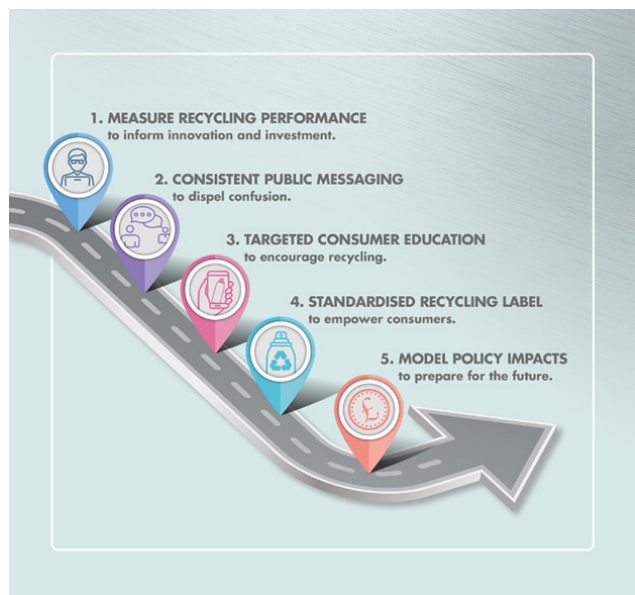 1. MEASURE RECYCLING PERFORMANCE
to inform innovation and investment.
2. CONSISTENT PUBLIC MESSAGING
to dispel confusion.
3. TARGETED CONSUMER EDUCATION
to encourage recycling.
4. STANDARDISED RECYCLING LABEL
to empower consumers.
5. MODEL POLICY IMPACTS
to prepare for the future.
£